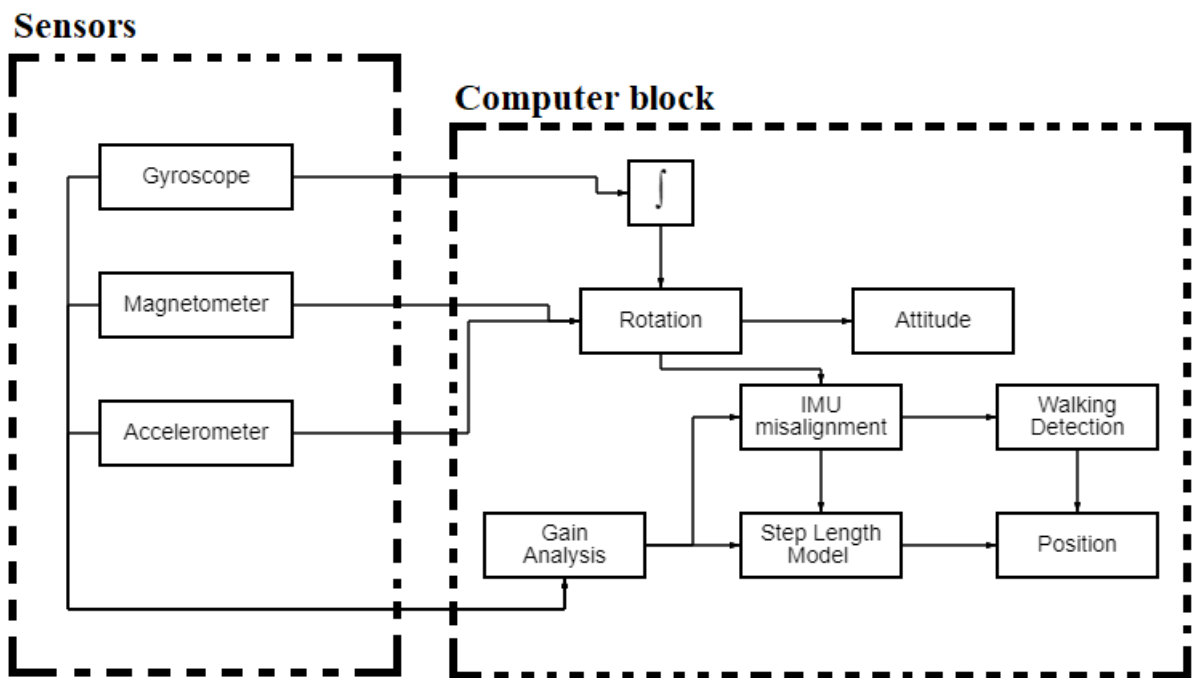 Sensors
Computer block
Gyroscope
∫
Magnetometer
Rotation
Attitude
Accelerometer
IMU
misalignment
Walking
Detection
Gain
Analysis
Step Length
Model
Position